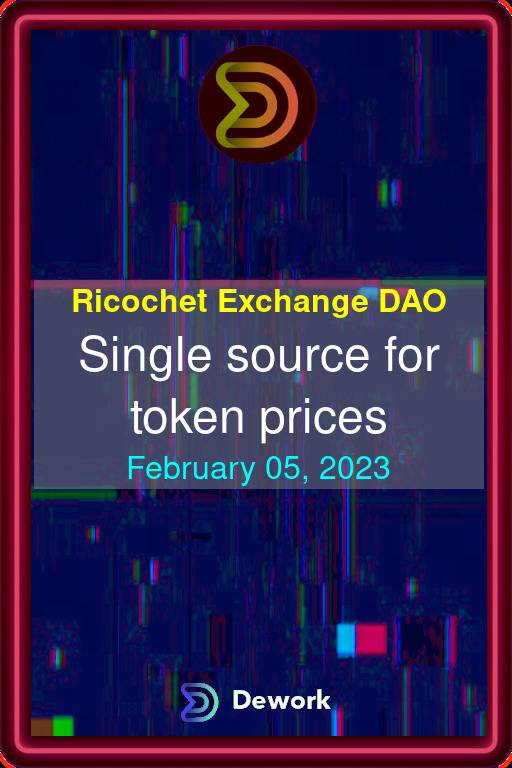 Ricochet Exchange DAO
Single source for
token prices
February 05, 2023
Dework